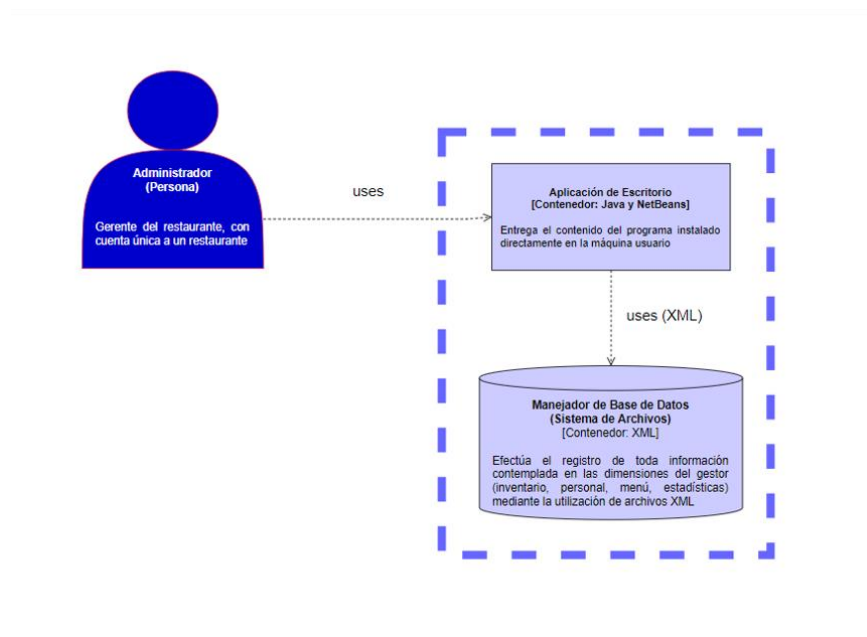 Administrador
(Persona)
Gerente del restaurante, con
cuenta única a un restaurante
uses
Aplicación de Escritorio
[Contenedor: Java y NetBeans]
Entrega el contenido del programa instalado
directamente en la máquina usuario
uses (XML)
Manejador de Base de Datos
(Sistema de Archivos)
[Contenedor: XML]
Efectúa el registro de toda información
contemplada en las dimensiones del gestor
(inventario, personal, menú, estadísticas)
mediante la utilización de archivos XML